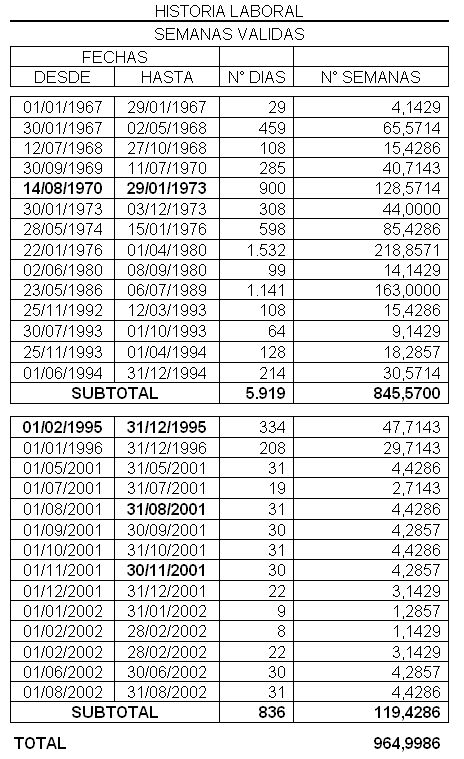 HISTORIA LABORAL
SEMANAS VALIDAS
FECHAS
DESDE HASTA N° DIAS N° SEMANAS
01/01/1967 29/01/1967 29 4,1429
30/01/1967 02/05/1968 459 65,5714
12/07/1968 27/10/1968 108 15,4286
30/09/1969 11/07/1970 285 40,7143
14/08/1970 29/01/1973 900 128,5714
30/01/1973 03/12/1973 308 44,0000
28/05/1974 15/01/1976 598 85,4286
22/01/1976 01/04/1980 1.532 218,8571
02/06/1980 08/09/1980 99 14,1429
23/05/1986 06/07/1989 1.141 163,0000
25/11/1992 12/03/1993 108 15,4286
30/07/1993 01/10/1993 64 9,1429
25/11/1993 01/04/1994 128 18,2857
01/06/1994 31/12/1994 214 30,5714
SUBTOTAL 5.919 845,5700
01/02/1995 31/12/1995 334 47,7143
01/01/1996 31/12/1996 208 29,7143
01/05/2001 31/05/2001 31 4,4286
01/07/2001 31/07/2001 19 2,7143
01/08/2001 31/08/2001 31 4,4286
01/09/2001 30/09/2001 30 4,2857
01/10/2001 31/10/2001 31 4,4286
01/11/2001 30/11/2001 30 4,2857
01/12/2001 31/12/2001 22 3,1429
01/01/2002 31/01/2002 9 1,2857
01/02/2002 28/02/2002 8 1,1429
01/02/2002 28/02/2002 22 3,1429
01/06/2002 30/06/2002 30 4,2857
01/08/2002 31/08/2002 31 4,4286
SUBTOTAL 836 119,4286
TOTAL 964,9986